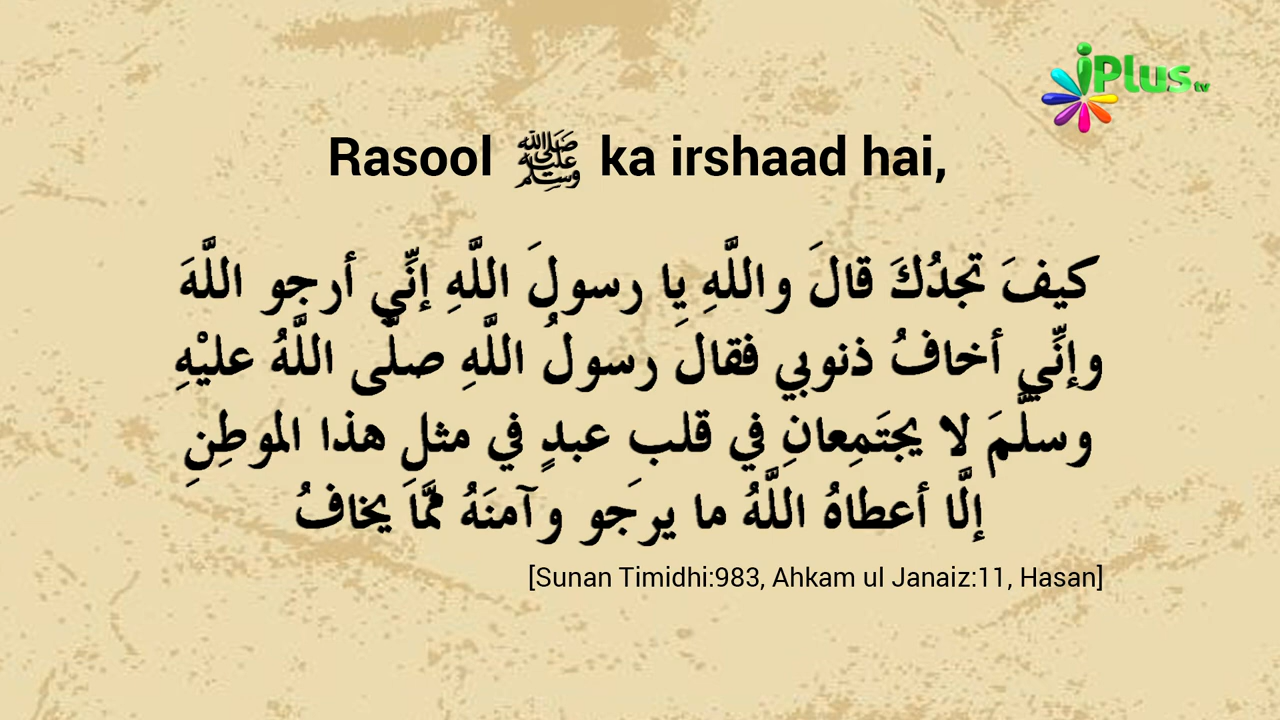 iPlus tv
Rasool ﷺ ka irshaad hai,
كيفَ تجدُكَ قالَ واللَّهِ يا رسولَ اللَّهِ إنِّي أرجو اللَّهَ
وإنِّي أخافُ ذنوبي فقالَ رسولُ اللَّهِ صلَّى اللَّهُ عليْهِ
وسلَّمَ لا يجتَمِعانِ في قلبِ عبدٍ في مثلِ هذا الموطِنِ
إلَّا أعطاهُ اللَّهُ ما يرجو وآمنَهُ ممَّا يخافُ
[Sunan Timidhi:983, Ahkam ul Janaiz:11, Hasan]